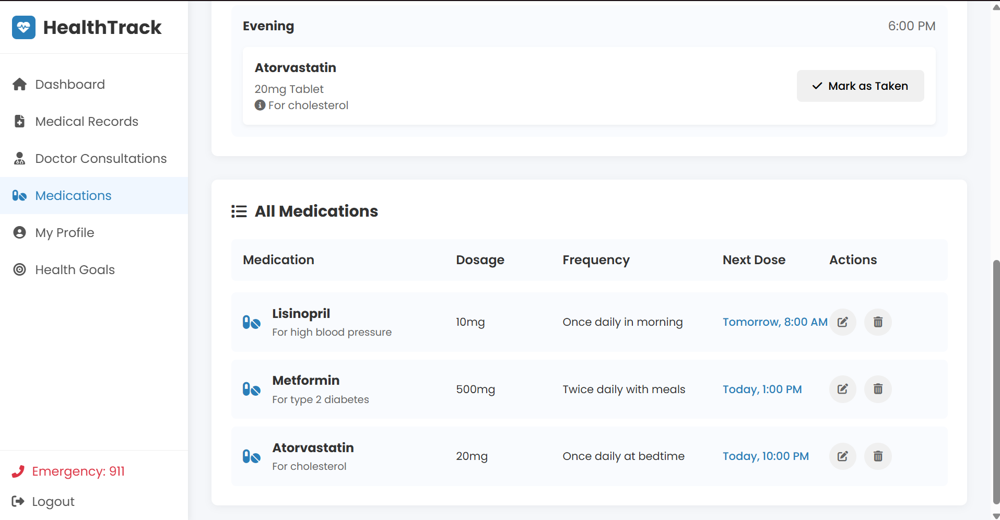 HealthTrack
Dashboard
Medical Records
Doctor Consultations
Medications
My Profile
Health Goals
Emergency: 911
Logout
Evening 6:00 PM
Atorvastatin
20mg Tablet
For cholesterol
Mark as Taken
All Medications
Medication Dosage Frequency Next Dose Actions
Lisinopril
For high blood pressure
10mg Once daily in morning Tomorrow, 8:00 AM
Metformin
For type 2 diabetes
500mg Twice daily with meals Today, 1:00 PM
Atorvastatin
For cholesterol
20mg Once daily at bedtime Today, 10:00 PM